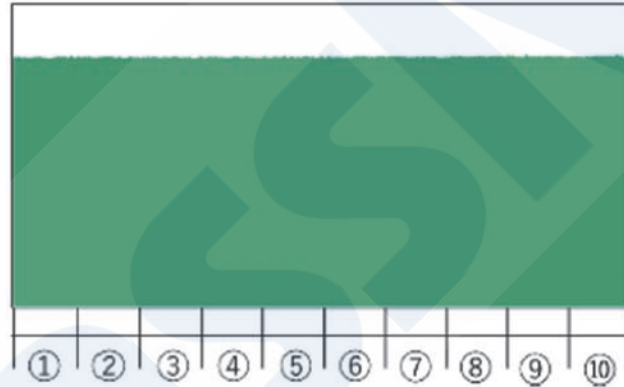 ① ② ③ ④ ⑤ ⑥ ⑦ ⑧ ⑨ ⑩